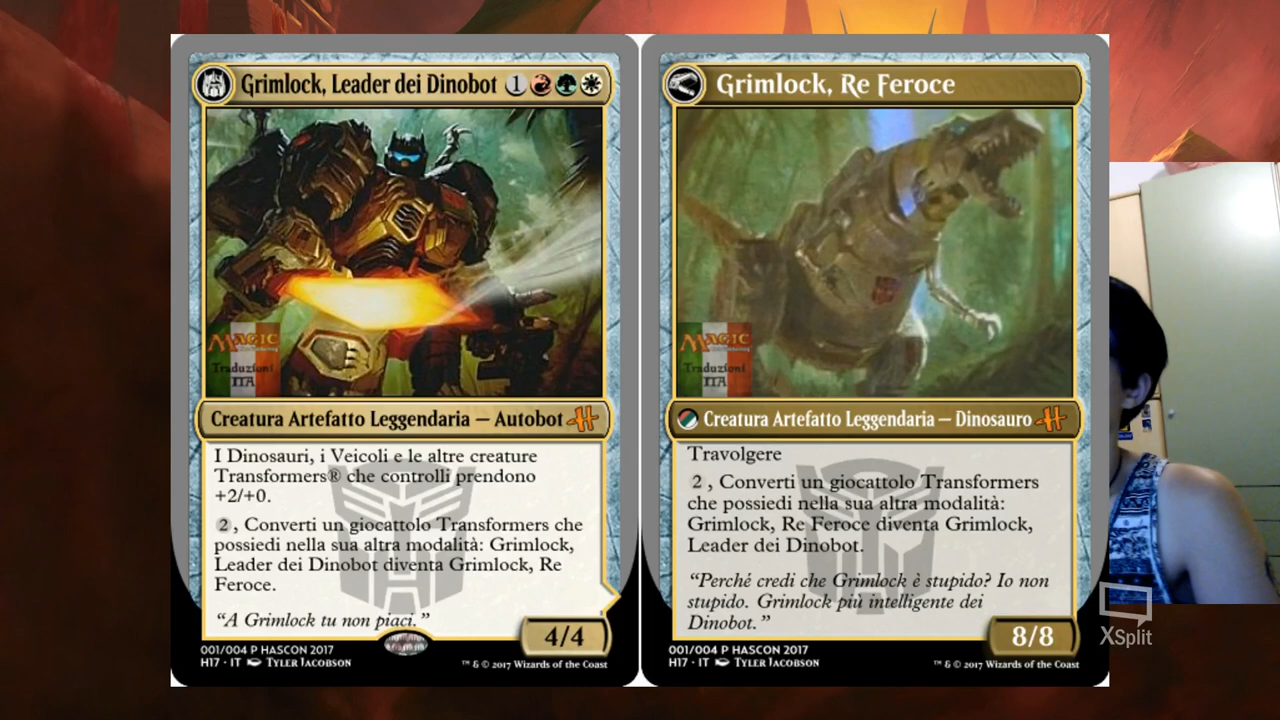 Grimlock, Leader dei Dinobot 1
MAGIC
Traduzioni
ITA
Creatura Artefatto Leggendaria — Autobot
I Dinosauri, i Veicoli e le altre creature
Transformers® che controlli prendono
+2/+0.
2, Converti un giocattolo Transformers che
possiedi nella sua altra modalità: Grimlock,
Leader dei Dinobot diventa Grimlock, Re
Feroce.
“A Grimlock tu non piaci.”
4/4
001/004 P HASCON 2017
H17 · IT TYLER JACOBSON
™ & © 2017 Wizards of the Coast
Grimlock, Re Feroce
MAGIC
Traduzioni
ITA
Creatura Artefatto Leggendaria — Dinosauro
Travolgere
2 , Converti un giocattolo Transformers
che possiedi nella sua altra modalità:
Grimlock, Re Feroce diventa Grimlock,
Leader dei Dinobot.
“Perché credi che Grimlock è stupido? Io non
stupido. Grimlock più intelligente dei
Dinobot.”
8/8
001/004 P HASCON 2017
H17 · IT TYLER JACOBSON
™ & © 2017 Wizards of the Coast
XSplit